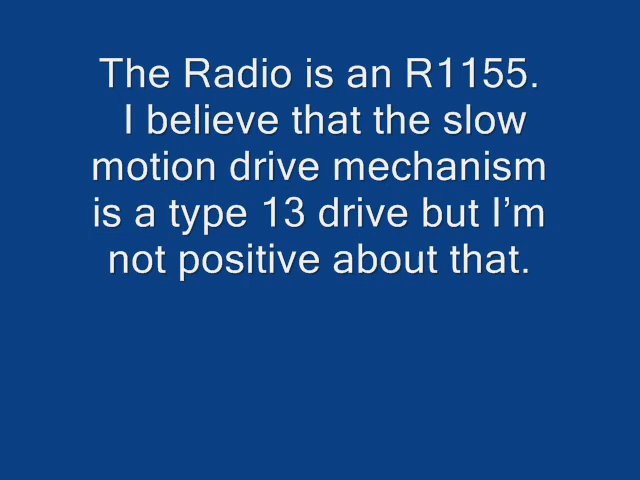 The Radio is an R1155.
I believe that the slow
motion drive mechanism
is a type 13 drive but I’m
not positive about that.